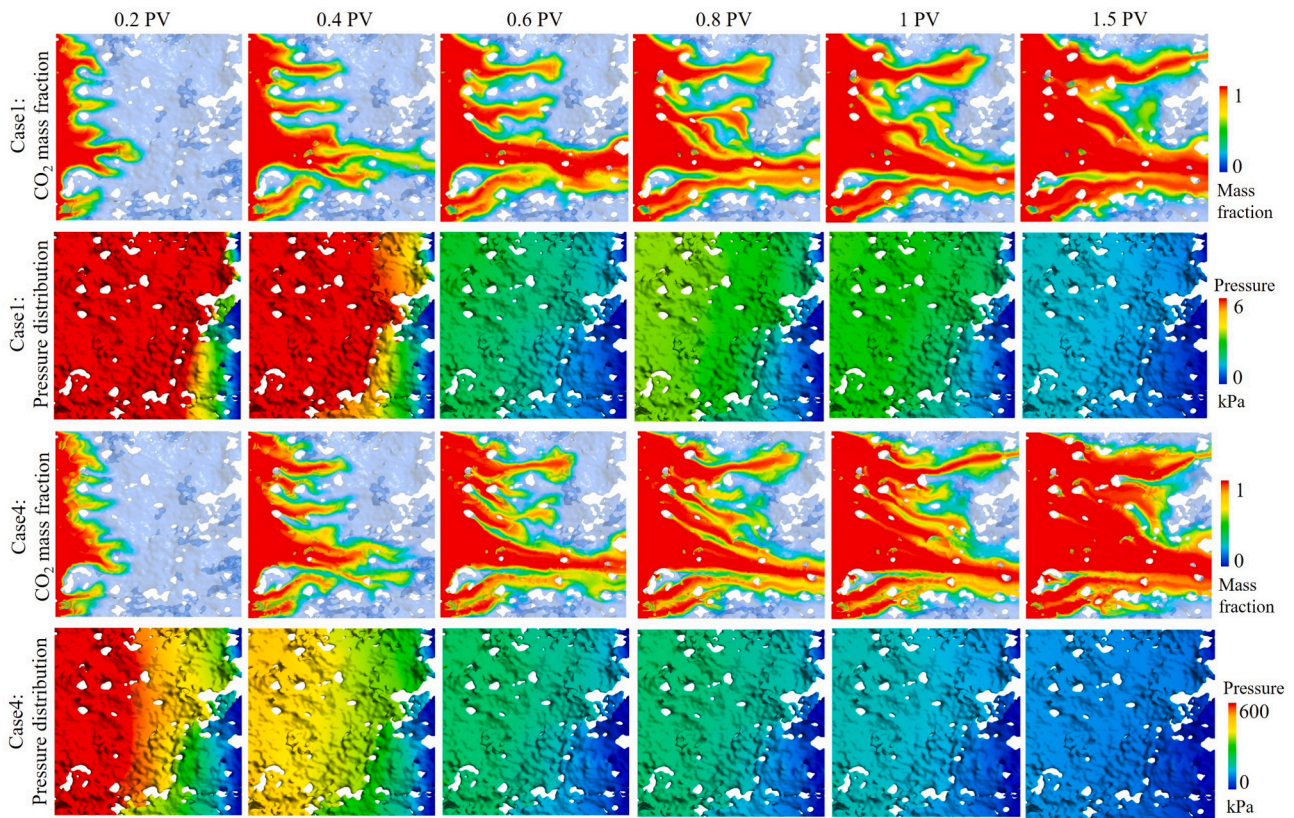 0.2 PV 0.4 PV 0.6 PV 0.8 PV 1 PV 1.5 PV
Case1:
CO2 mass fraction
1
0
Mass
fraction
Case1:
Pressure distribution
Pressure
6
0
kPa
Case4:
CO2 mass fraction
1
0
Mass
fraction
Case4:
Pressure distribution
Pressure
600
0
kPa